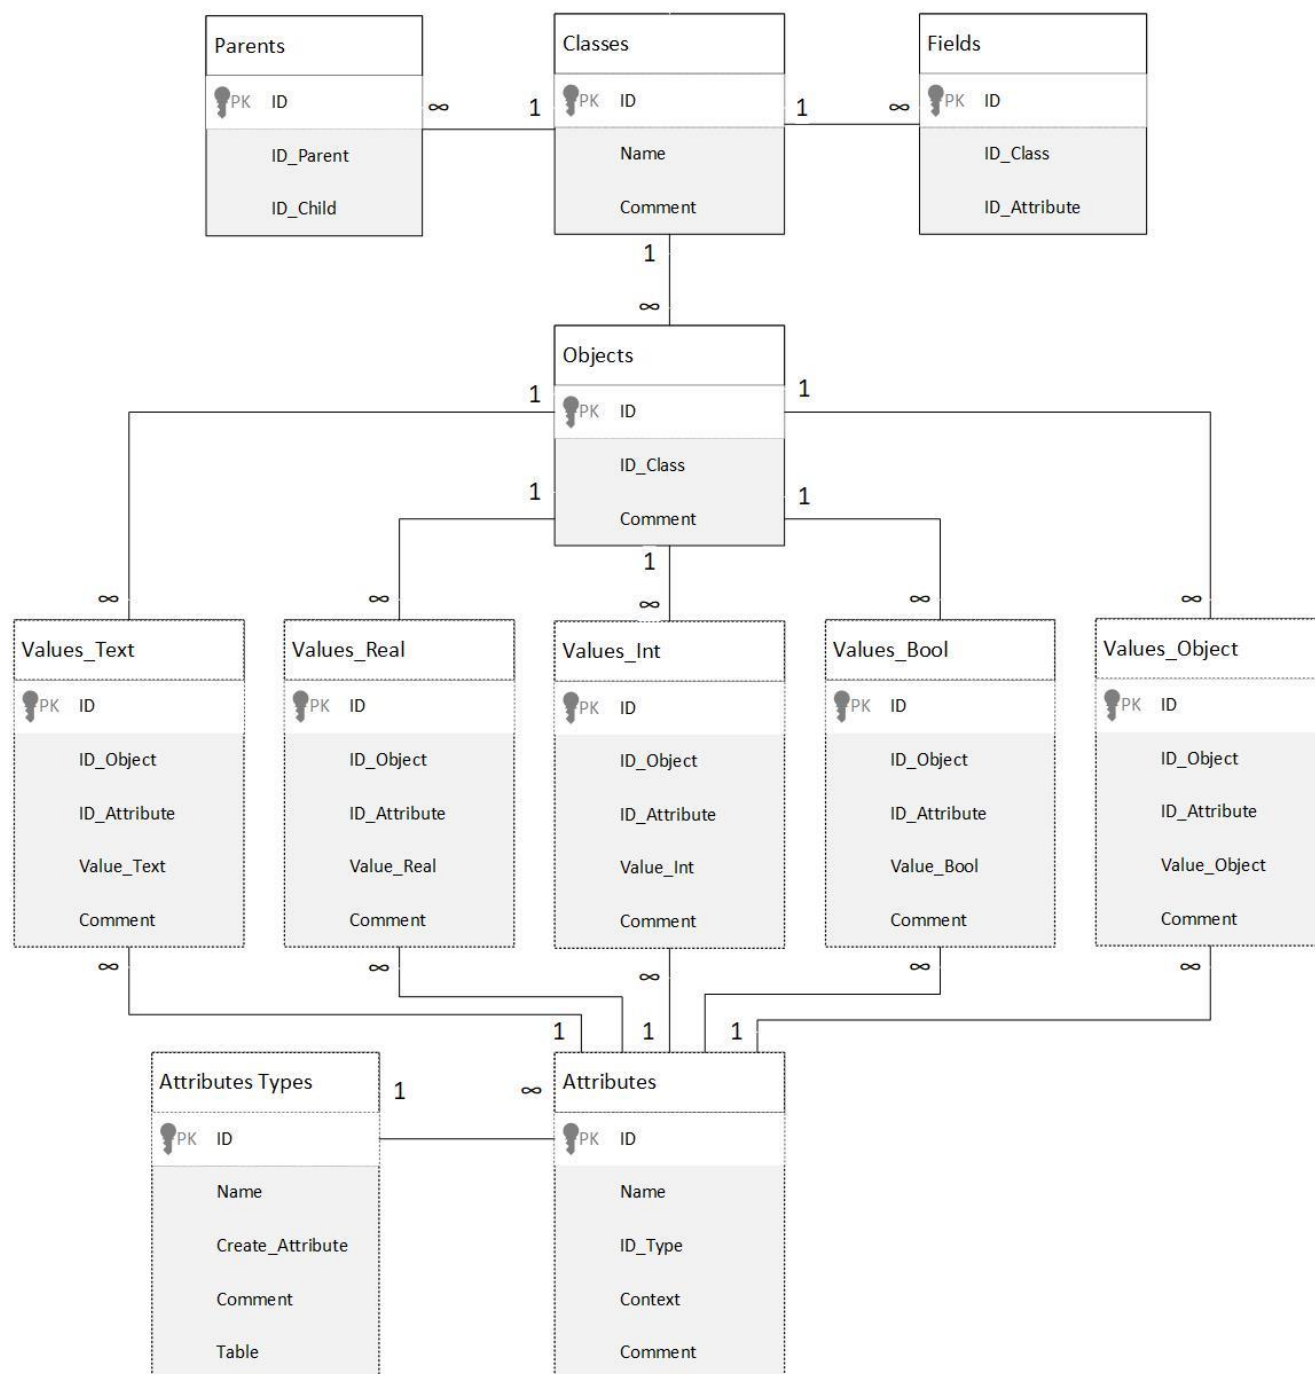 Parents
PK ID
ID_Parent
ID_Child
∞ 1
Classes
PK ID
Name
Comment
1 ∞
Fields
PK ID
ID_Class
ID_Attribute
1
∞
Objects
PK ID
ID_Class
Comment
1 1
1 1
1
∞ ∞ ∞ ∞ ∞
Values_Text
PK ID
ID_Object
ID_Attribute
Value_Text
Comment
Values_Real
PK ID
ID_Object
ID_Attribute
Value_Real
Comment
Values_Int
PK ID
ID_Object
ID_Attribute
Value_Int
Comment
Values_Bool
PK ID
ID_Object
ID_Attribute
Value_Bool
Comment
Values_Object
PK ID
ID_Object
ID_Attribute
Value_Object
Comment
∞ ∞ ∞ ∞ ∞
1 1 1
Attributes Types
PK ID
Name
Create_Attribute
Comment
Table
1 ∞
Attributes
PK ID
Name
ID_Type
Context
Comment